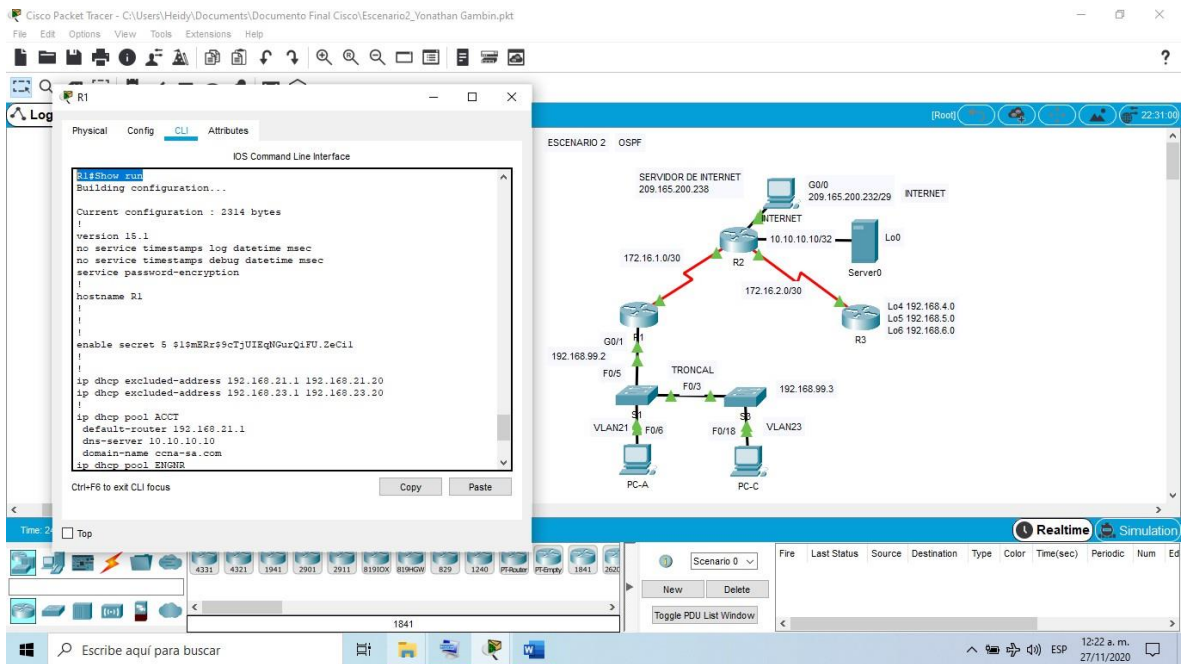 Cisco Packet Tracer - C:\Users\Heidy\Documents\Documento Final Cisco\Escenario2_Yonathan Gambin.pkt
File Edit Options View Tools Extensions Help
?
R1
Log
[Root]
22:31:00
Physical Config CLI Attributes
IOS Command Line Interface
R1#Show run
Building configuration...
Current configuration : 2314 bytes
!
version 15.1
no service timestamps log datetime msec
no service timestamps debug datetime msec
service password-encryption
!
hostname R1
!
!
!
enable secret 5 $1$mERr$9cTjUIEqNGurQiFU.ZeCi1
!
!
ip dhcp excluded-address 192.168.21.1 192.168.21.20
ip dhcp excluded-address 192.168.23.1 192.168.23.20
!
ip dhcp pool ACCT
default-router 192.168.21.1
dns-server 10.10.10.10
domain-name ccna-sa.com
ip dhcp pool ENGNR
Ctrl+F6 to exit CLI focus
Copy Paste
Top
ESCENARIO 2 OSPF
SERVIDOR DE INTERNET
209.165.200.238
G0/0
209.165.200.232/29
INTERNET
INTERNET
10.10.10.10/32
Lo0
R2
Server0
172.16.1.0/30
172.16.2.0/30
Lo4 192.168.4.0
Lo5 192.168.5.0
Lo6 192.168.6.0
R3
R1
G0/1
192.168.99.2
F0/5
TRONCAL
F0/3
192.168.99.3
S1
S3
VLAN21
F0/6
F0/18
VLAN23
PC-A
PC-C
Realtime
Simulation
4331 4321 1941 2901 2911 819IOX 819HGW 829 1240 PT-Router PT-Empty 1841
1841
Scenario 0
New Delete
Toggle PDU List Window
Fire Last Status Source Destination Type Color Time(sec) Periodic Num Ed
Escribe aquí para buscar
ESP
12:22 a. m.
27/11/2020